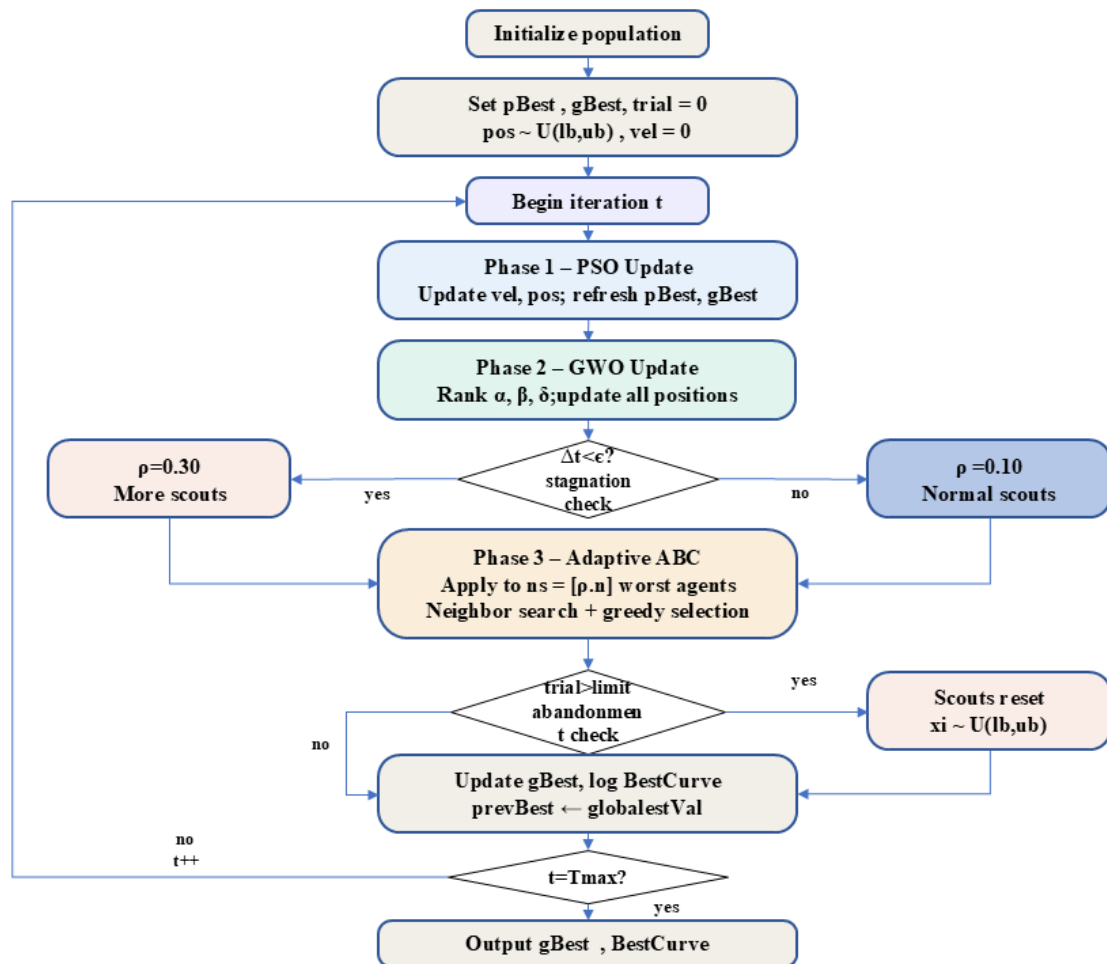 Initialize population
Set pBest , gBest, trial = 0
pos ~ U(lb,ub) , vel = 0
Begin iteration t
Phase 1 – PSO Update
Update vel, pos; refresh pBest, gBest
Phase 2 – GWO Update
Rank α, β, δ;update all positions
Δt<ϵ?
stagnation
check
yes
no
ρ=0.30
More scouts
ρ =0.10
Normal scouts
Phase 3 – Adaptive ABC
Apply to ns = [ρ.n] worst agents
Neighbor search + greedy selection
trial>limit
abandonmen
t check
yes
no
Scouts reset
xi ~ U(lb,ub)
Update gBest, log BestCurve
prevBest ← globalestVal
no
t++
t=Tmax?
yes
Output gBest , BestCurve